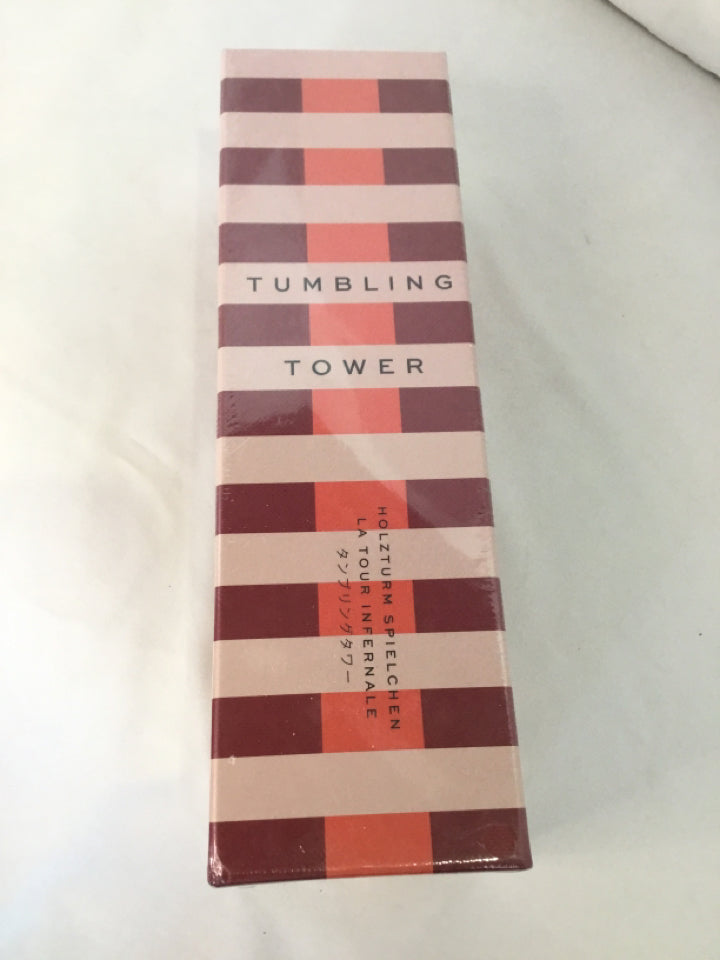 TUMBLING
TOWER
HOLZTURM SPIELCHEN
LA TOUR INFERNALE
タンブリングタワー